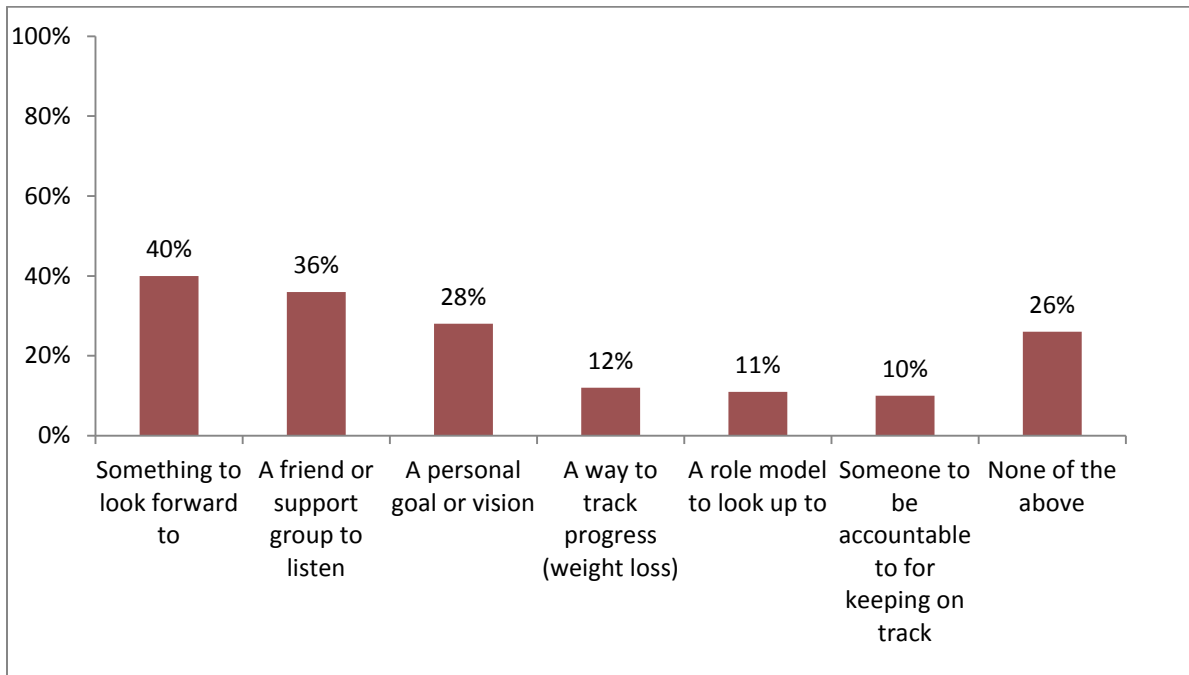 100%
80%
60%
40%
20%
0%
40%
36%
28%
12%
11%
10%
26%
Something to
look forward
to
A friend or
support
group to
listen
A personal
goal or vision
A way to
track
progress
(weight loss)
A role model
to look up to
Someone to
be
accountable
to for
keeping on
track
None of the
above